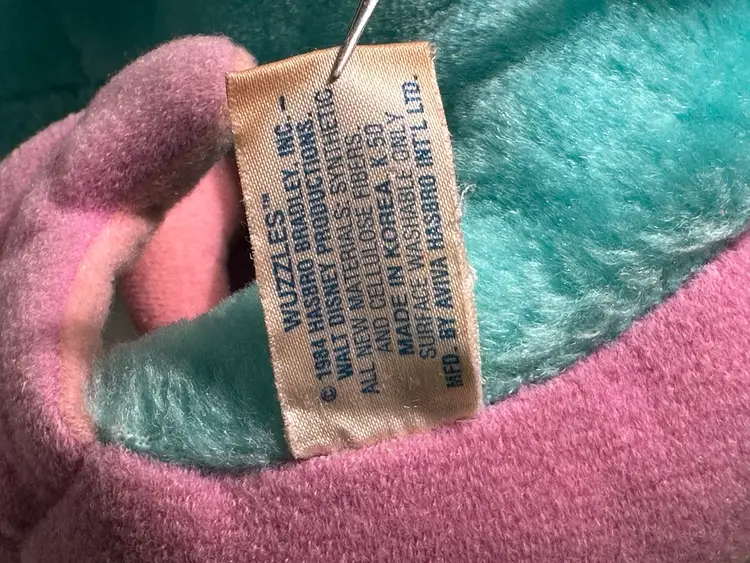 WUZZLES™
© 1984 HASBRO BRADLEY, INC. –
WALT DISNEY PRODUCTIONS.
ALL NEW MATERIALS: SYNTHETIC
AND CELLULOSE FIBERS.
MADE IN KOREA, K 50
SURFACE WASHABLE ONLY
MFD. BY AVIVA HASBRO INT'L LTD.